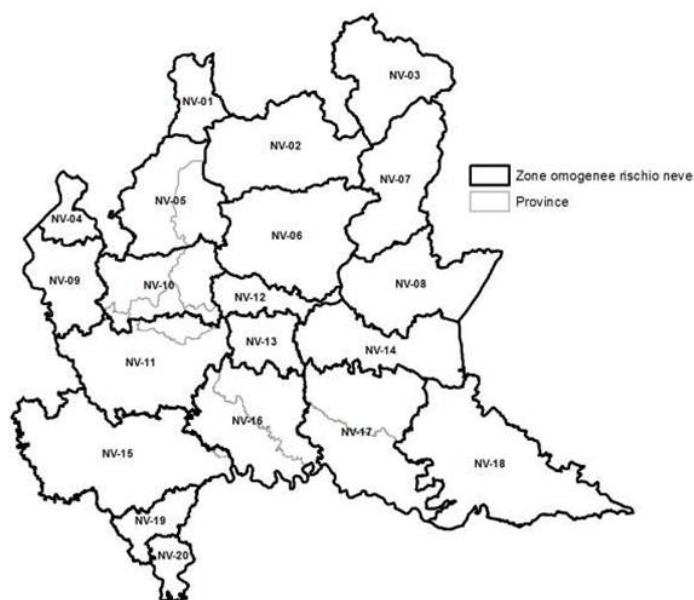 NV-03
NV-01
NV-02
NV-07
Zone omogenee rischio neve
NV-05
Province
NV-04
NV-06
NV-09
NV-10
NV-08
NV-12
NV-13
NV-14
NV-11
NV-16
NV-17
NV-15
NV-18
NV-19
NV-20